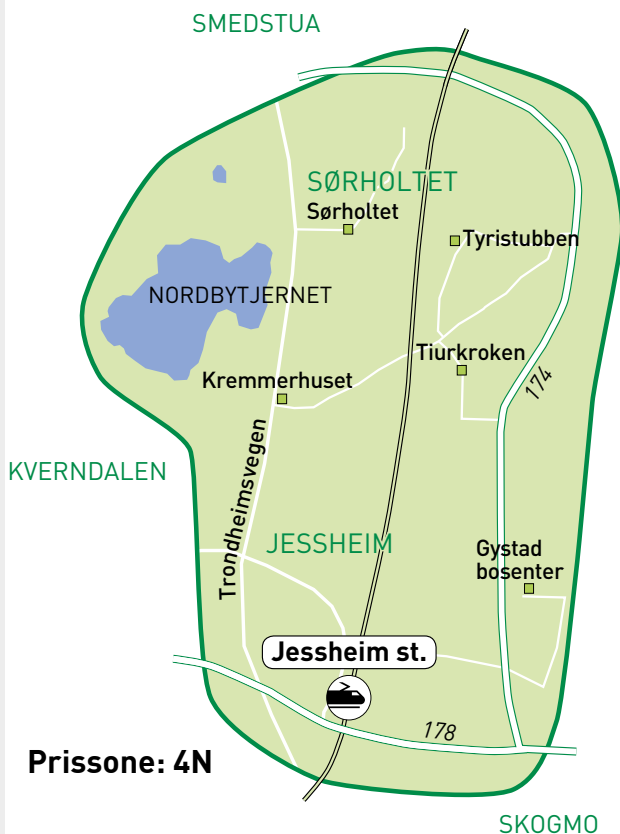 SMEDSTUA
SØRHOLTET
Sørholtet
Tyristubben
NORDBYTJERNET
Tiurkroken
Kremmerhuset
174
KVERNDALEN
Trondheimsvegen
JESSHEIM
Gystad
bosenter
Jessheim st.
178
Prissone: 4N
SKOGMO